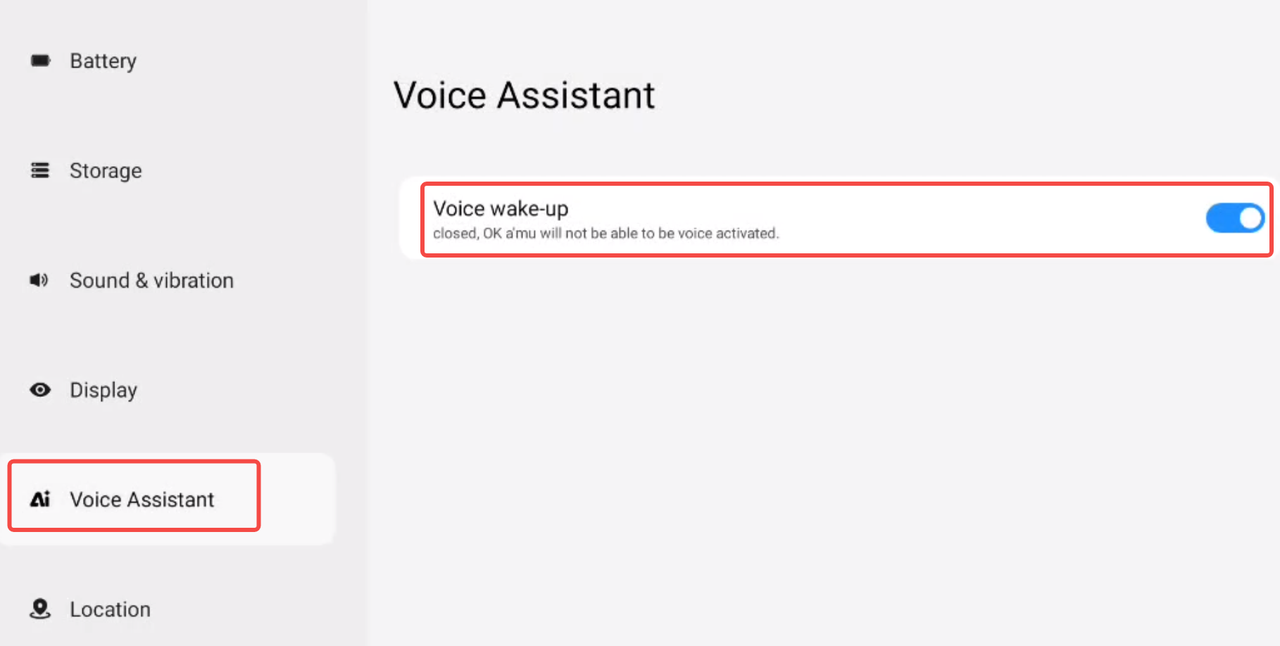 Battery
Storage
Sound & vibration
Display
Ai Voice Assistant
Location
Voice Assistant
Voice wake-up
closed, OK a'mu will not be able to be voice activated.